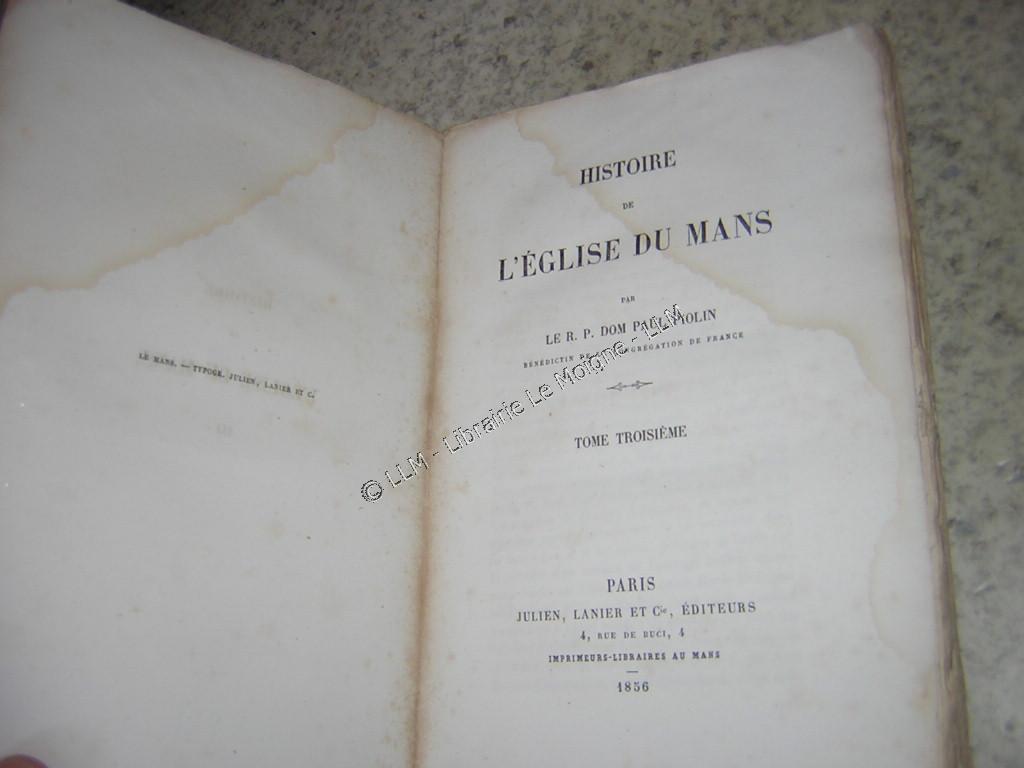 LE MANS. — TYPOGR. JULIEN, LANIER ET Ce
HISTOIRE
DE
L'ÉGLISE DU MANS
PAR
LE R. P. DOM PAUL PIOLIN
BÉNÉDICTIN DE LA CONGRÉGATION DE FRANCE
TOME TROISIÈME
PARIS
JULIEN, LANIER ET Cie, ÉDITEURS
4, RUE DE BUCI, 4
IMPRIMEURS-LIBRAIRES AU MANS
1856
© LLM - Librairie Le Moigne - LLM